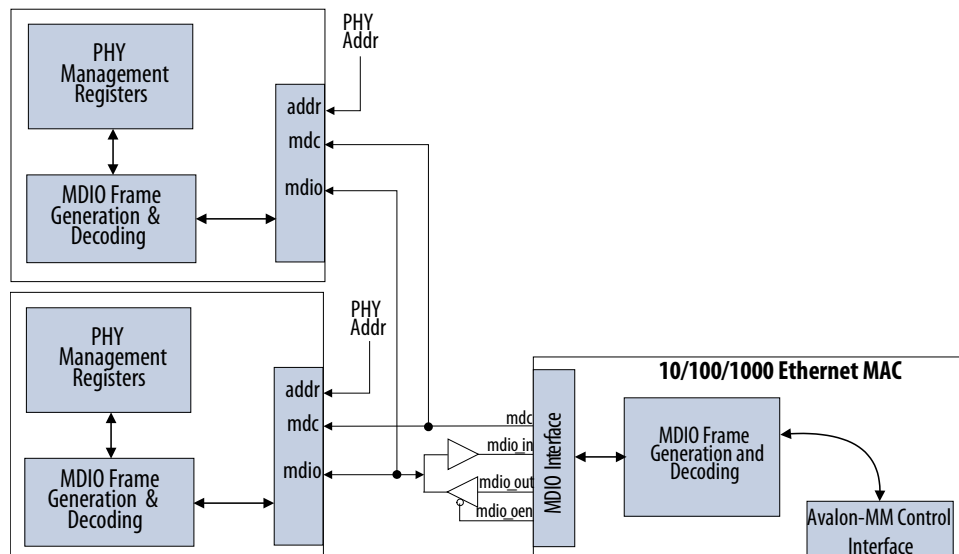 PHY
Management
Registers
MDIO Frame
Generation &
Decoding
addr
mdc
mdio
PHY
Addr
PHY
Management
Registers
MDIO Frame
Generation &
Decoding
addr
mdc
mdio
PHY
Addr
10/100/1000 Ethernet MAC
mdc
mdio_in
mdio_out
mdio_oen
MDIO Interface
MDIO Frame
Generation and
Decoding
Avalon-MM Control
Interface